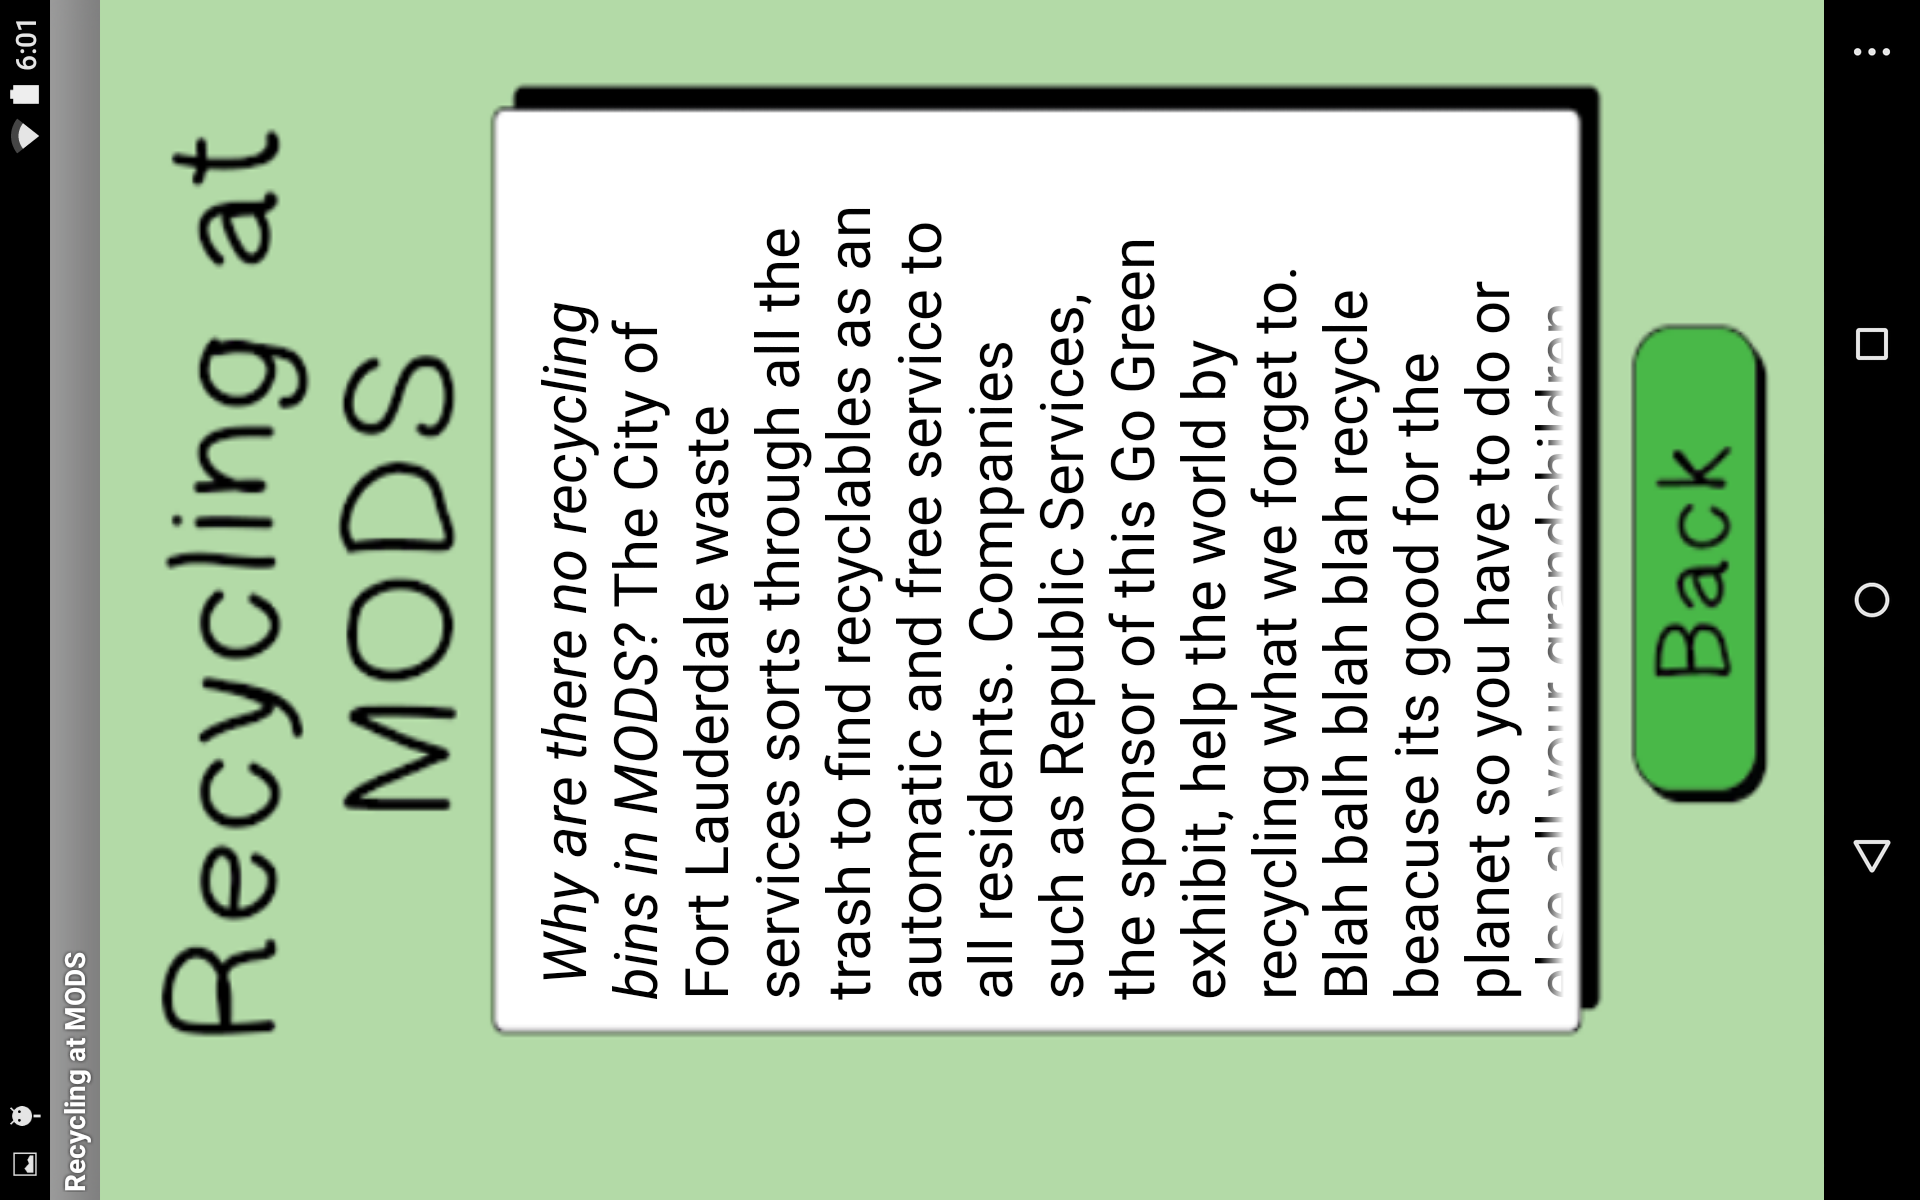 6:01
Recycling at MODS
Recycling at
MODS
Why are there no recycling
bins in MODS? The City of
Fort Lauderdale waste
services sorts through all the
trash to find recyclables as an
automatic and free service to
all residents. Companies
such as Republic Services,
the sponsor of this Go Green
exhibit, help the world by
recycling what we forget to.
Blah balh blah blah recycle
beacuse its good for the
planet so you have to do or
else all your grandchildren
Back